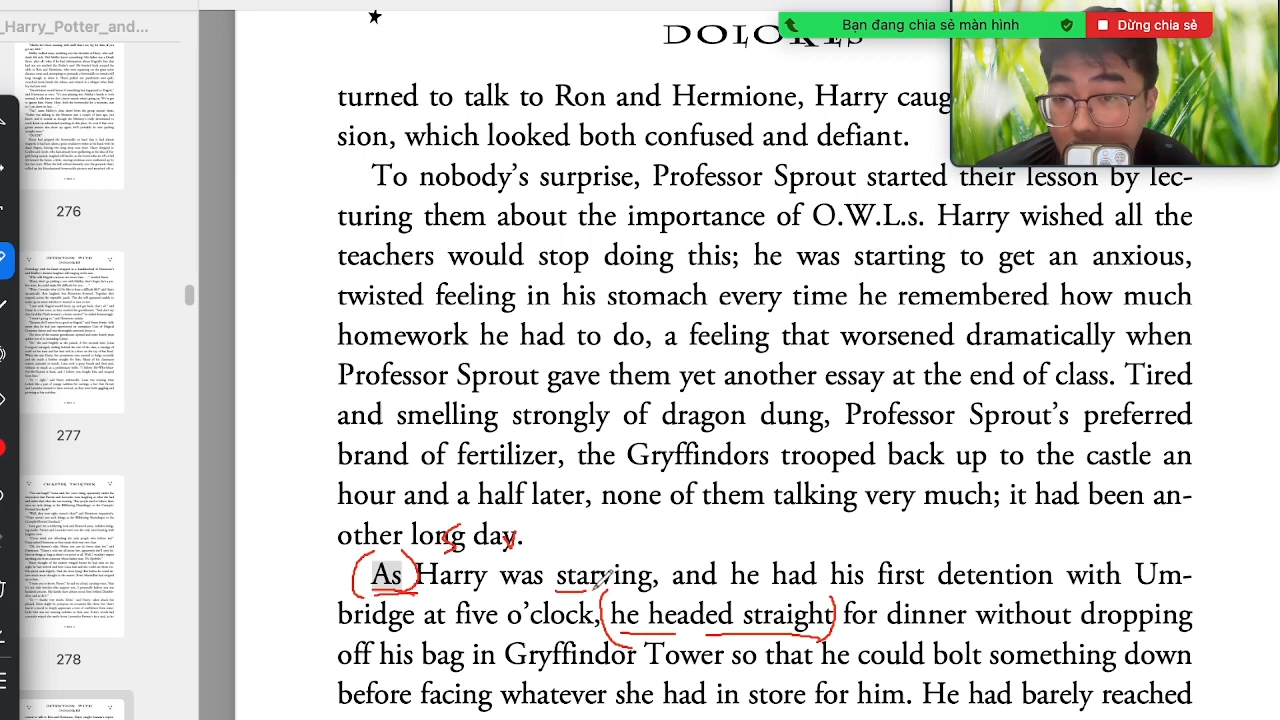 _Harry_Potter_and...
Bạn đang chia sẻ màn hình
Dừng chia sẻ
turned to talk to Ron and Hermione, Harry caug
sion, which looked both confused and defiant.
To nobody's surprise, Professor Sprout started their lesson by lec-
turing them about the importance of O.W.L.s. Harry wished all the
teachers would stop doing this; he was starting to get an anxious,
twisted feeling in his stomach every time he remembered how much
homework he had to do, a feeling that worsened dramatically when
Professor Sprout gave them yet another essay at the end of class. Tired
and smelling strongly of dragon dung, Professor Sprout's preferred
brand of fertilizer, the Gryffindors trooped back up to the castle an
hour and a half later, none of them talking very much; it had been an-
other long day.
S v
As Harry was starving, and he had his first detention with Um-
bridge at five o'clock, he headed straight for dinner without dropping
off his bag in Gryffindor Tower so that he could bolt something down
before facing whatever she had in store for him. He had barely reached
276
277
278